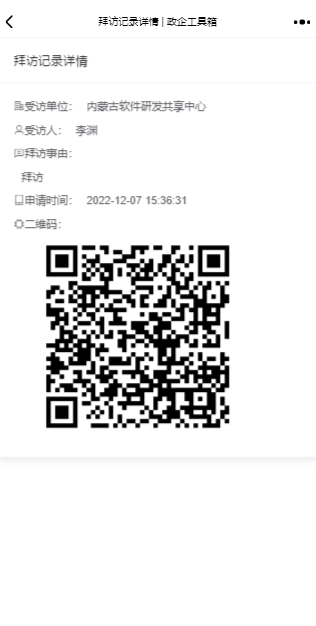 拜访记录详情 | 政企工具箱
拜访记录详情
受访单位： 内蒙古软件研发共享中心
受访人： 李渊
拜访事由：
拜访
申请时间： 2022-12-07 15:36:31
二维码：